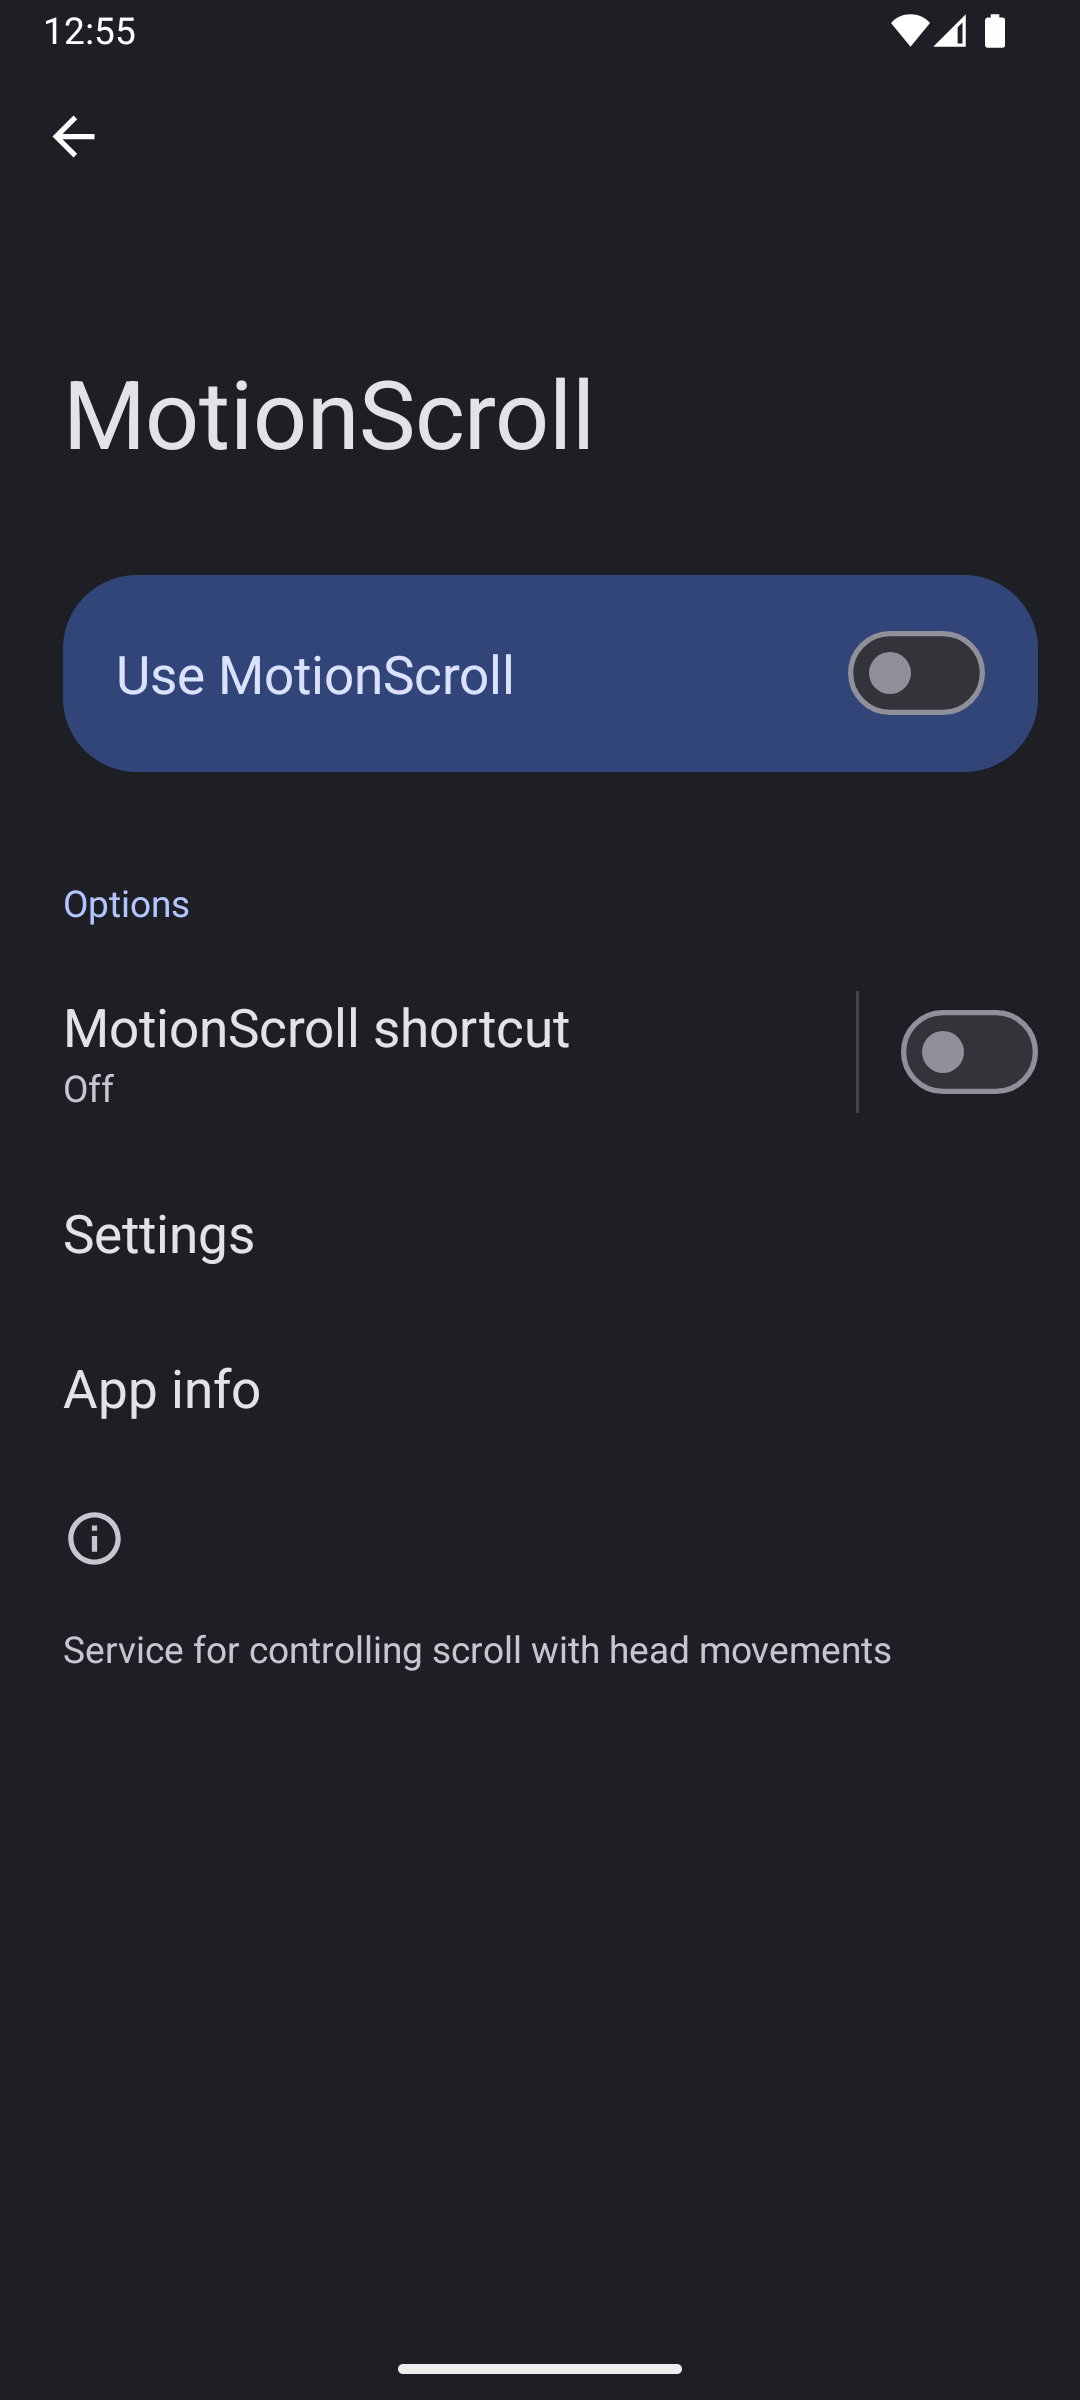 12:55
MotionScroll
Use MotionScroll
Options
MotionScroll shortcut
Off
Settings
App info
Service for controlling scroll with head movements